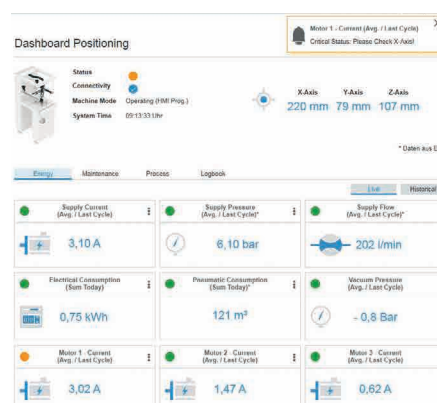 Motor 1 - Current (Avg. / Last Cycle)
Critical Status: Please Check X-Axis!
Dashboard Positioning
Status
Connectivity
Machine Mode Operating (HMI Prog.)
System Time 09:13:33 Uhr
X-Axis Y-Axis Z-Axis
220 mm 79 mm 107 mm
* Daten aus E
Energy Maintenance Process Logbook
Live Historical
Supply Current
(Avg. / Last Cycle)
3,10 A
Supply Pressure
(Avg. / Last Cycle)*
6,10 bar
Supply Flow
(Avg. / Last Cycle)*
202 l/min
Electrical Consumption
(Sum Today)
0,75 kWh
Pneumatic Consumption
(Sum Today)*
121 m³
Vacuum Pressure
(Avg. / Last Cycle)
- 0,8 Bar
Motor 1 - Current
(Avg. / Last Cycle)
3,02 A
Motor 2 - Current
(Avg. / Last Cycle)
1,47 A
Motor 3 - Current
(Avg. / Last Cycle)
0,62 A